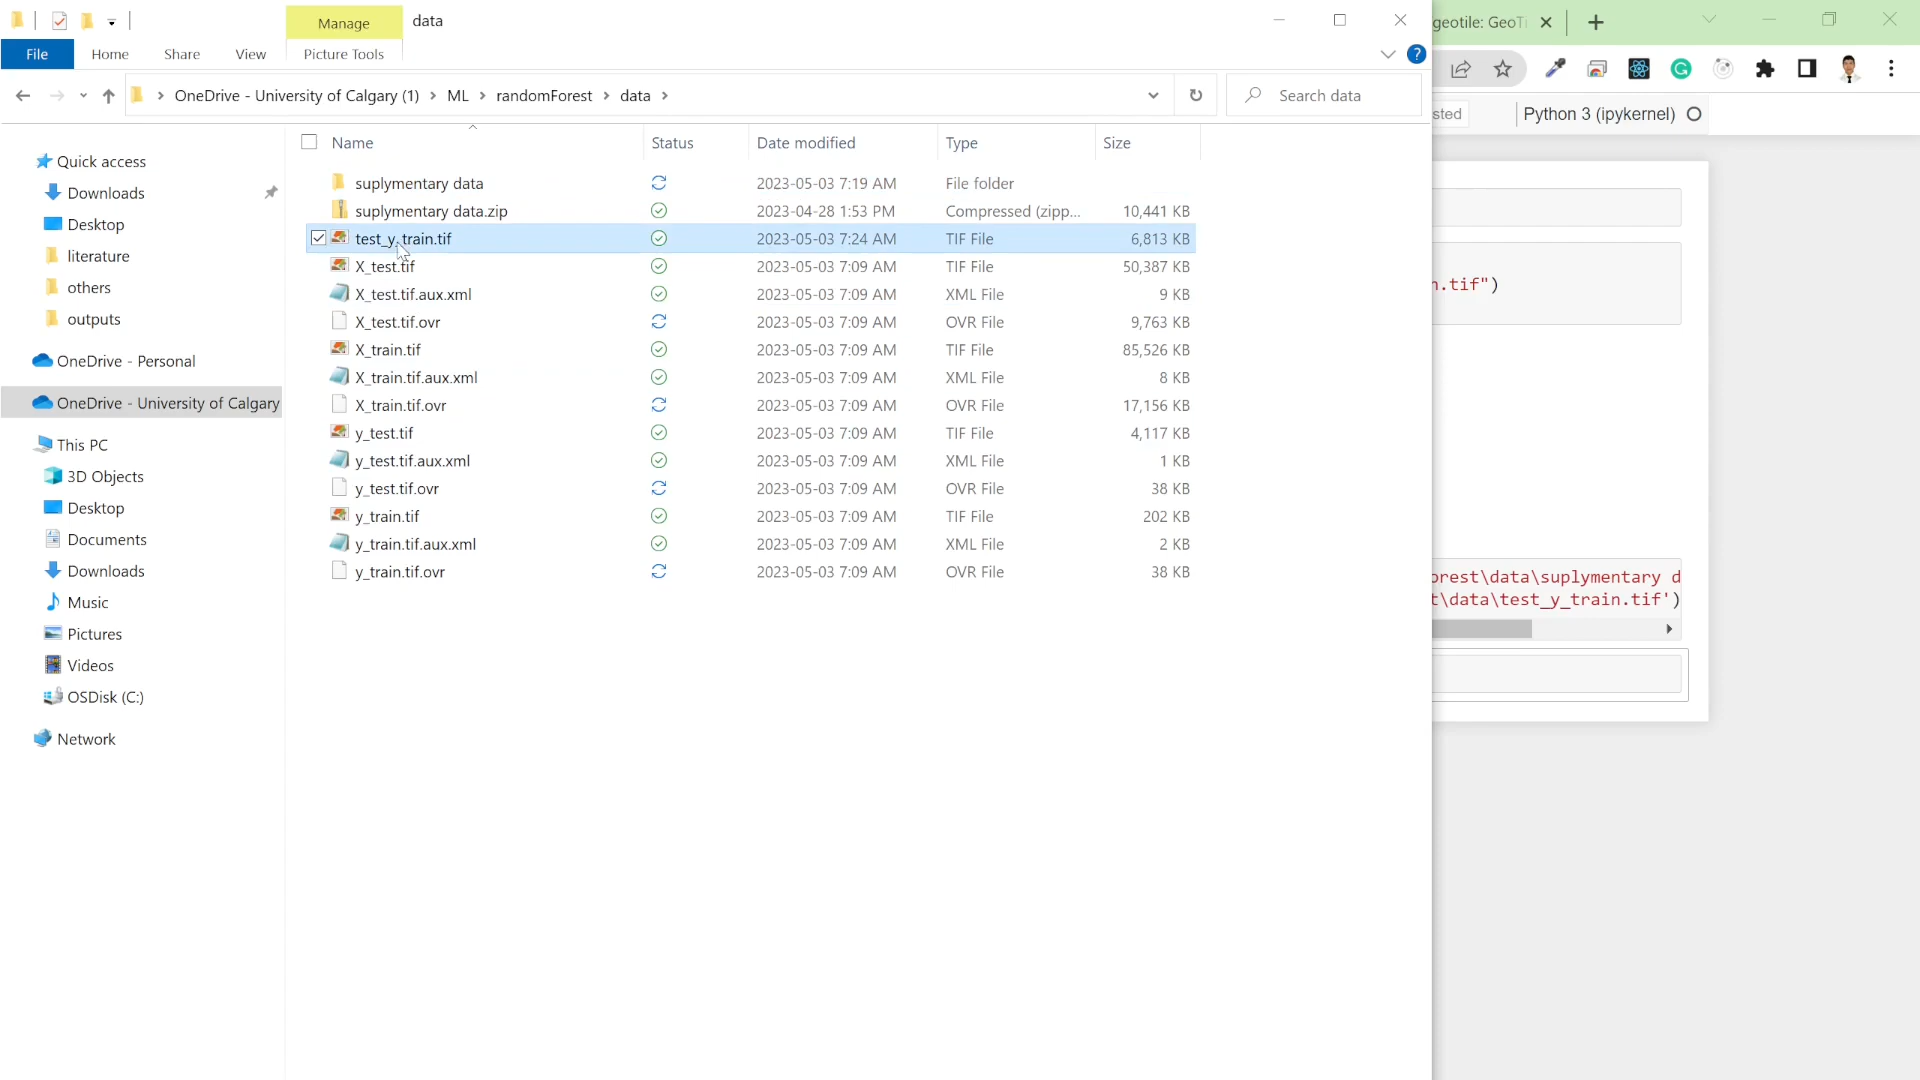 Manage
data
File
Home
Share
View
Picture Tools
?
OneDrive - University of Calgary (1)
ML
randomForest
data
Search data
Name
Status
Date modified
Type
Size
Quick access
Downloads
Desktop
literature
others
outputs
OneDrive - Personal
OneDrive - University of Calgary
This PC
3D Objects
Desktop
Documents
Downloads
Music
Pictures
Videos
OSDisk (C:)
Network
suplymentary data 2023-05-03 7:19 AM File folder
suplymentary data.zip 2023-04-28 1:53 PM Compressed (zipp... 10,441 KB
test_y_train.tif 2023-05-03 7:24 AM TIF File 6,813 KB
X_test.tif 2023-05-03 7:09 AM TIF File 50,387 KB
X_test.tif.aux.xml 2023-05-03 7:09 AM XML File 9 KB
X_test.tif.ovr 2023-05-03 7:09 AM OVR File 9,763 KB
X_train.tif 2023-05-03 7:09 AM TIF File 85,526 KB
X_train.tif.aux.xml 2023-05-03 7:09 AM XML File 8 KB
X_train.tif.ovr 2023-05-03 7:09 AM OVR File 17,156 KB
y_test.tif 2023-05-03 7:09 AM TIF File 4,117 KB
y_test.tif.aux.xml 2023-05-03 7:09 AM XML File 1 KB
y_test.tif.ovr 2023-05-03 7:09 AM OVR File 38 KB
y_train.tif 2023-05-03 7:09 AM TIF File 202 KB
y_train.tif.aux.xml 2023-05-03 7:09 AM XML File 2 KB
y_train.tif.ovr 2023-05-03 7:09 AM OVR File 38 KB
geotile: GeoTi
sted
Python 3 (ipykernel)
n.tif")
orest\data\suplymentary d
t\data\test_y_train.tif')